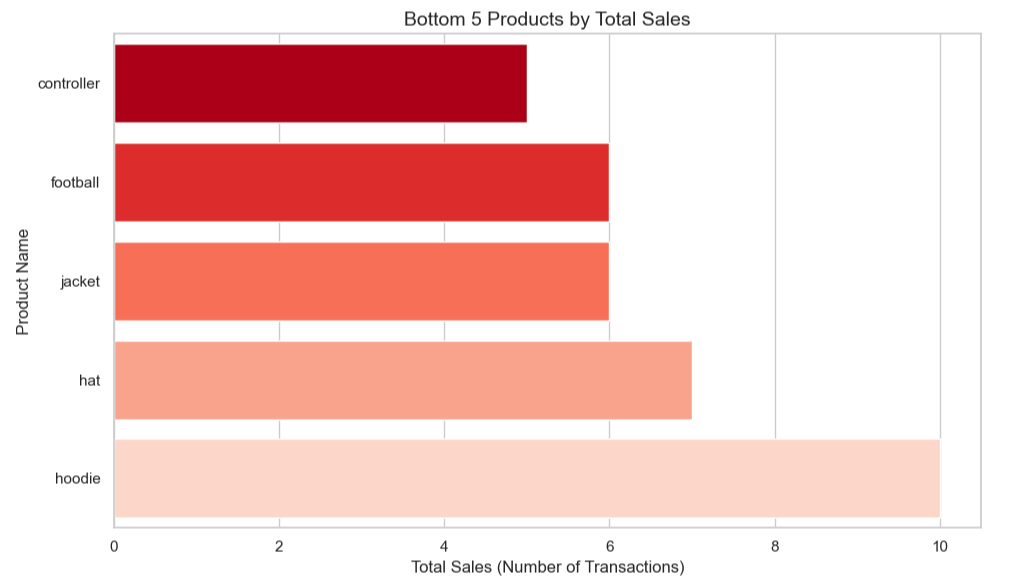 Bottom 5 Products by Total Sales
controller
football
jacket
hat
hoodie
Product Name
0 2 4 6 8 10
Total Sales (Number of Transactions)